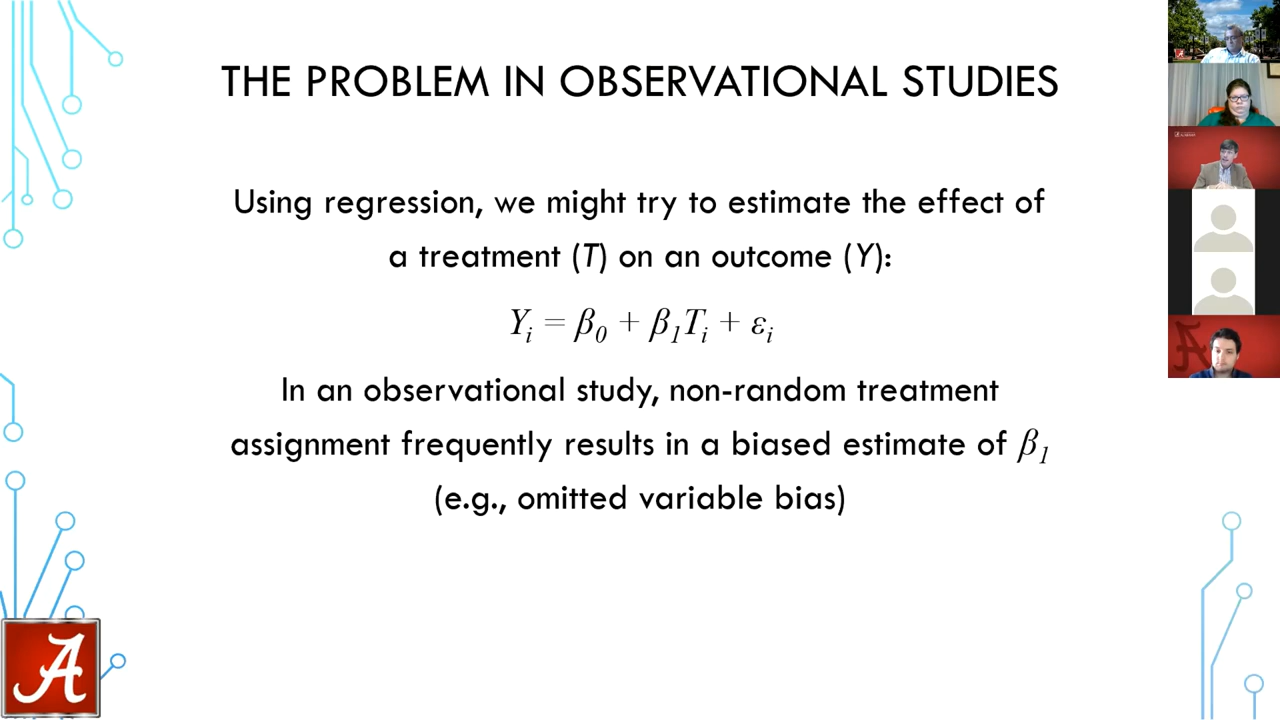 THE PROBLEM IN OBSERVATIONAL STUDIES
Using regression, we might try to estimate the effect of
a treatment (T) on an outcome (Y):
Yᵢ = β₀ + β₁Tᵢ + εᵢ
In an observational study, non-random treatment
assignment frequently results in a biased estimate of β₁
(e.g., omitted variable bias)
A